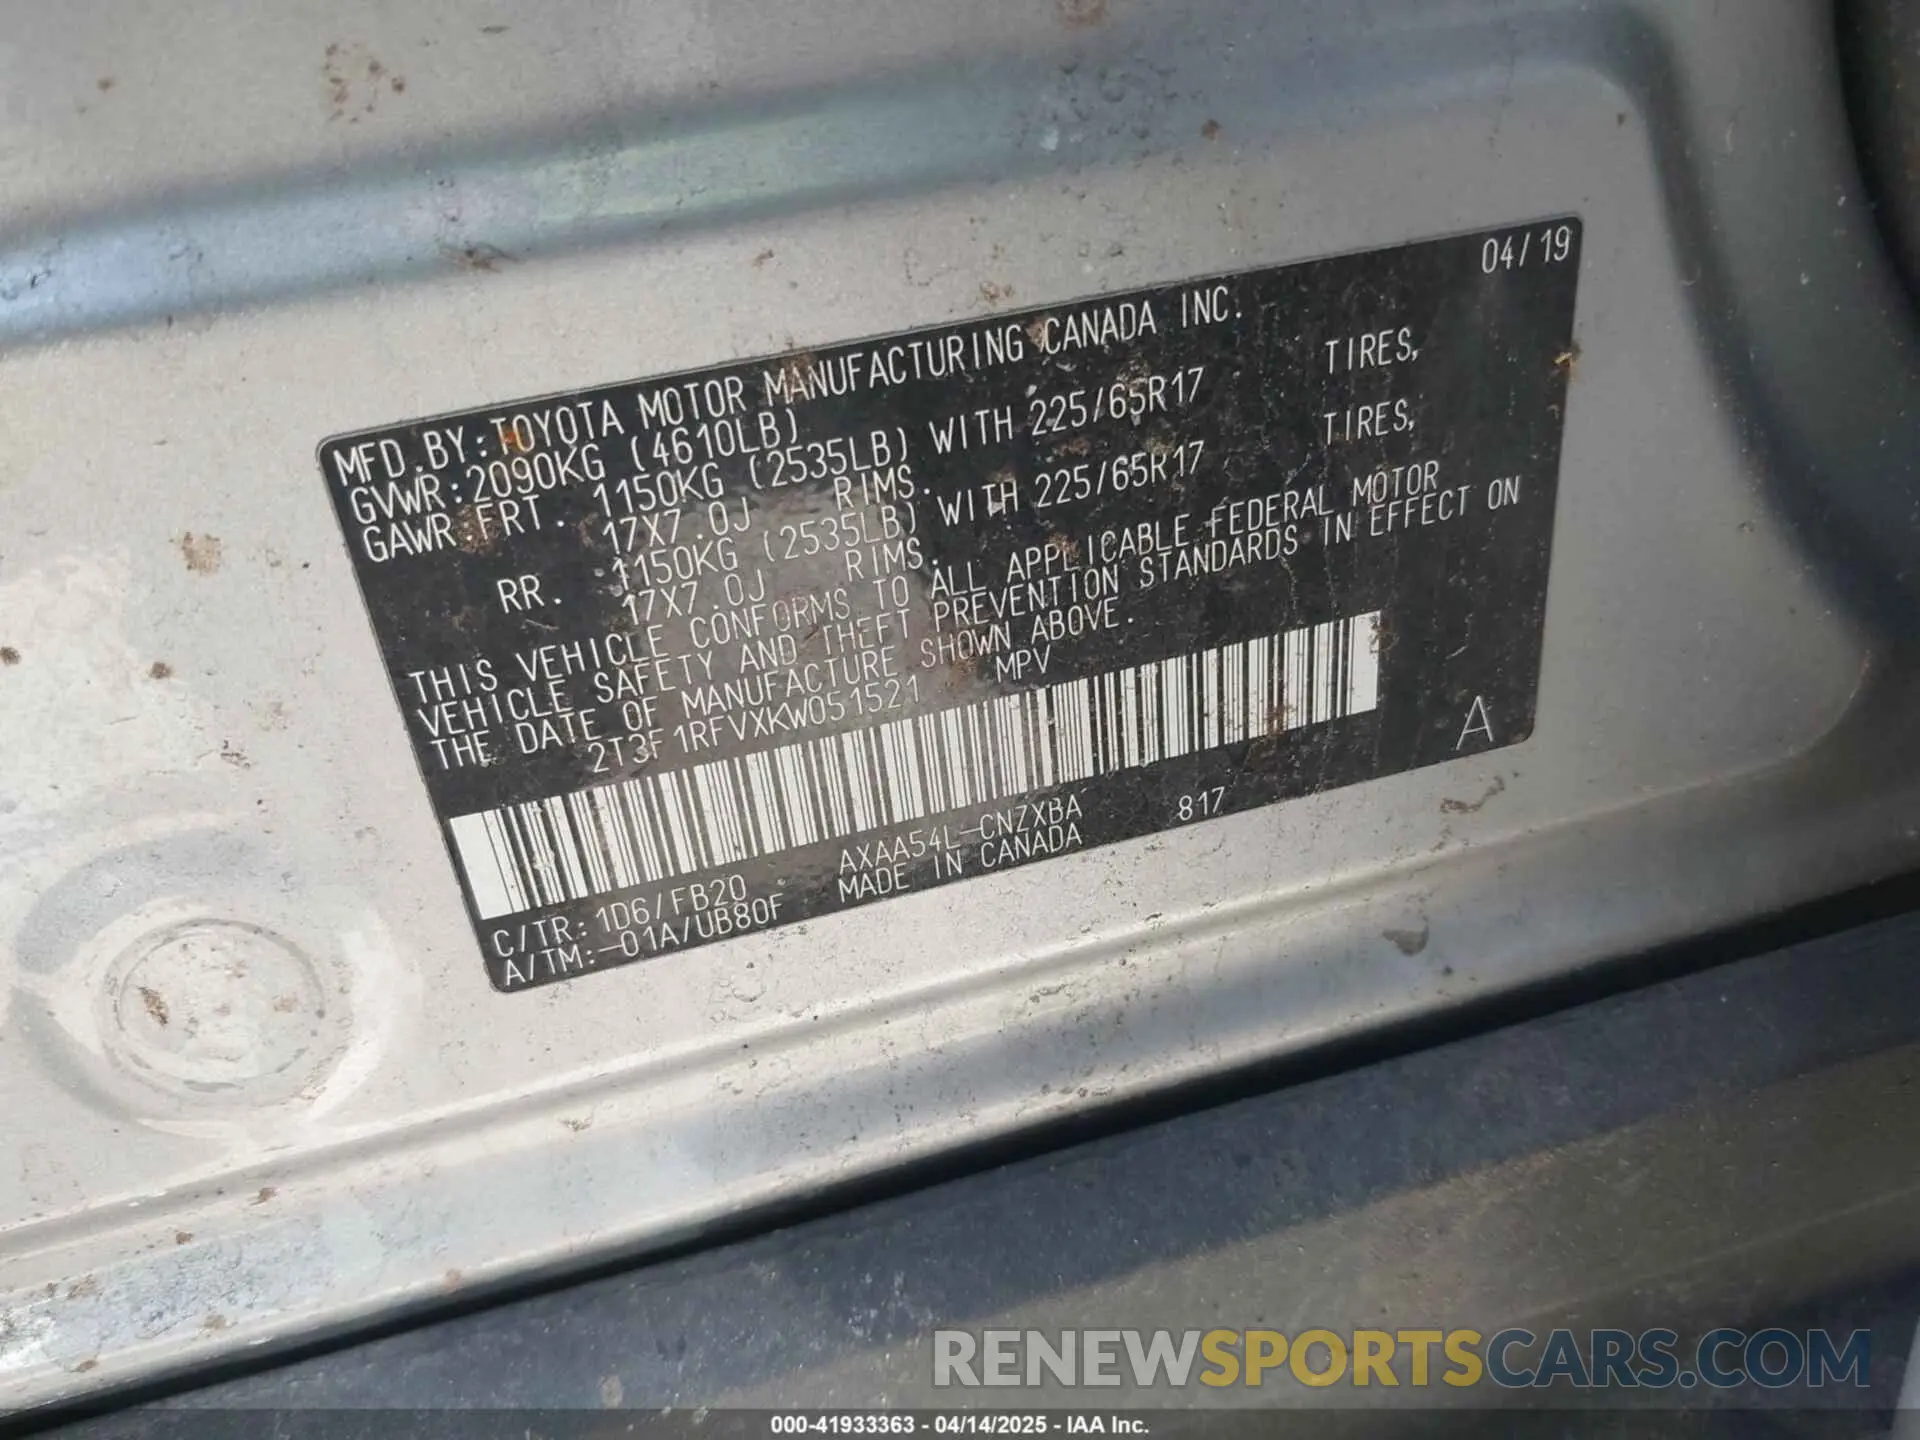 04/19
MFD.BY:TOYOTA MOTOR MANUFACTURING CANADA INC.
GVWR:2090KG (4610LB)
GAWR FRT. 1150KG (2535LB) WITH 225/65R17 TIRES,
17X7.0J RIMS.
RR. 1150KG (2535LB) WITH 225/65R17 TIRES,
17X7.0J RIMS.
THIS VEHICLE CONFORMS TO ALL APPLICABLE FEDERAL MOTOR
VEHICLE SAFETY AND THEFT PREVENTION STANDARDS IN EFFECT ON
THE DATE OF MANUFACTURE SHOWN ABOVE.
2T3F1RFVXKW051521 MPV
A
C/TR:1D6/FB20 AXAA54L-CNZXBA 817
A/TM:-01A/UB80F MADE IN CANADA
RENEWSPORTSCARS.COM
000-41933363 - 04/14/2025 - IAA Inc.